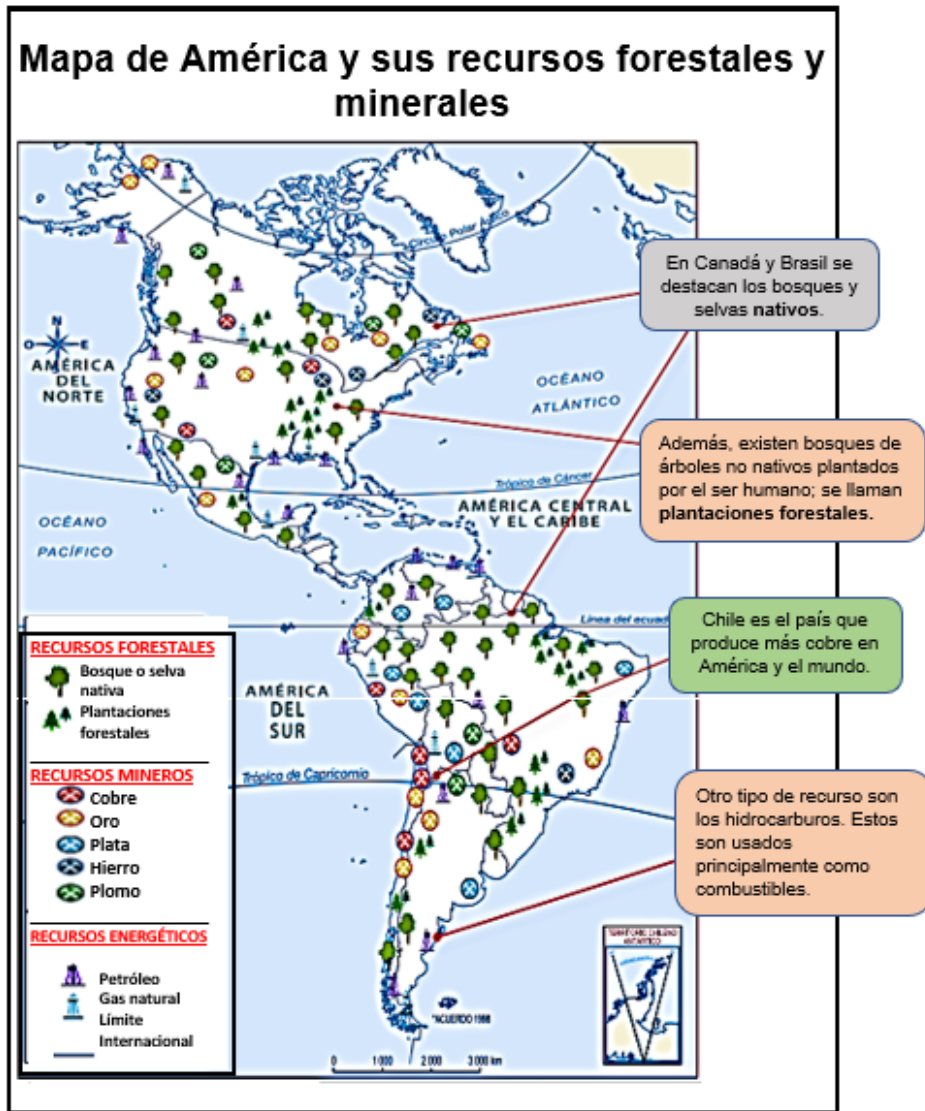 Mapa de América y sus recursos forestales y
minerales
Círculo Polar Ártico
N
O
E
AMÉRICA
DEL
NORTE
OCÉANO
ATLÁNTICO
Trópico de Cáncer
AMÉRICA CENTRAL
Y EL CARIBE
OCÉANO
PACÍFICO
Línea del ecuad
AMÉRICA
DEL
SUR
Trópico de Capricornio
"ACUERDO 1998
0 1 000 2 000 3 000 km
TERRITORIO CHILENO
ANTÁRTICO
RECURSOS FORESTALES
Bosque o selva
nativa
Plantaciones
forestales
RECURSOS MINEROS
Cobre
Oro
Plata
Hierro
Plomo
RECURSOS ENERGÉTICOS
Petróleo
Gas natural
Límite
Internacional
En Canadá y Brasil se
destacan los bosques y
selvas nativos.
Además, existen bosques de
árboles no nativos plantados
por el ser humano; se llaman
plantaciones forestales.
Chile es el país que
produce más cobre en
América y el mundo.
Otro tipo de recurso son
los hidrocarburos. Estos
son usados
principalmente como
combustibles.